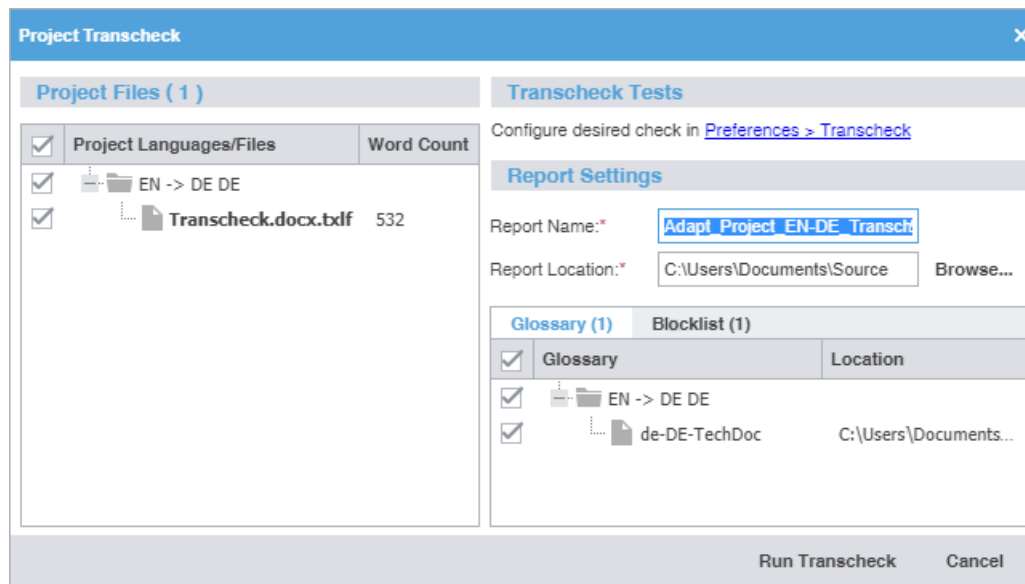 Project Transcheck
Project Files ( 1 )
Project Languages/Files Word Count
EN -> DE DE
Transcheck.docx.txlf 532
Transcheck Tests
Configure desired check in Preferences > Transcheck
Report Settings
Report Name:* Adapt_Project_EN-DE_Transch
Report Location:* C:\Users\Documents\Source Browse...
Glossary (1) Blocklist (1)
Glossary Location
EN -> DE DE
de-DE-TechDoc C:\Users\Documents...
Run Transcheck Cancel